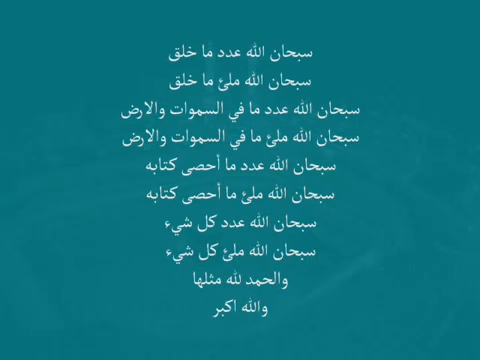 سبحان الله عدد ما خلق
سبحان الله ملئ ما خلق
سبحان الله عدد ما في السموات والارض
سبحان الله ملئ ما في السموات والارض
سبحان الله عدد ما أحصى كتابه
سبحان الله ملئ ما أحصى كتابه
سبحان الله عدد كل شيء
سبحان الله ملئ كل شيء
والحمد لله مثلها
والله اكبر